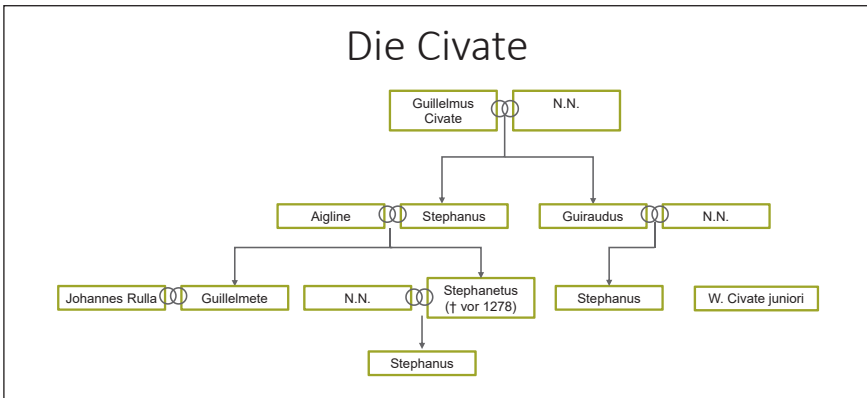 Die Civate
Guillelmus
Civate
N.N.
Aigline
Stephanus
Guiraudus
N.N.
Johannes Rulla
Guillelmete
N.N.
Stephanetus
(† vor 1278)
Stephanus
W. Civate juniori
Stephanus